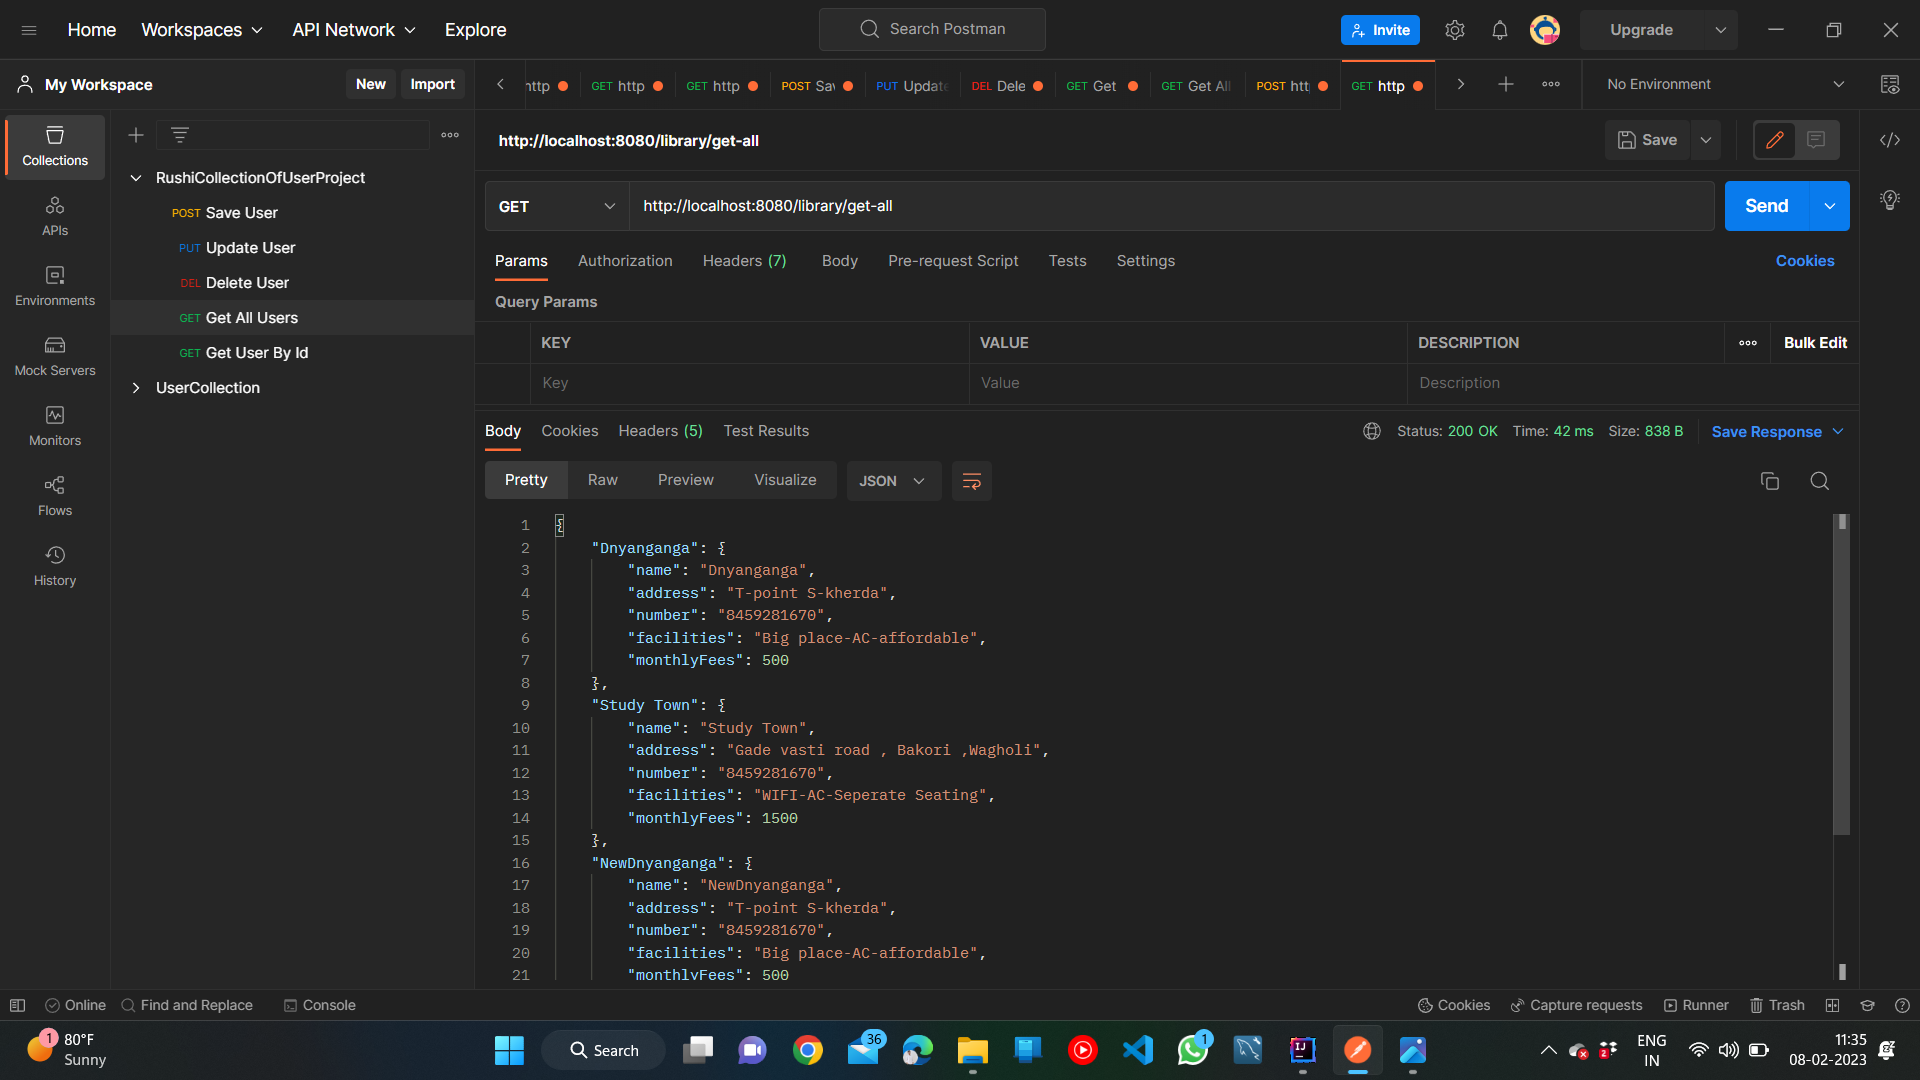 Home Workspaces API Network Explore Search Postman Invite Upgrade
My Workspace New Import
http GET http GET http POST Sav PUT Update DEL Dele GET Get GET Get All POST htt GET http No Environment
http://localhost:8080/library/get-all Save
Collections
APIs
Environments
Mock Servers
Monitors
Flows
History
RushiCollectionOfUserProject
POST Save User
PUT Update User
DEL Delete User
GET Get All Users
GET Get User By Id
UserCollection
GET http://localhost:8080/library/get-all Send
Params Authorization Headers (7) Body Pre-request Script Tests Settings Cookies
Query Params
KEY VALUE DESCRIPTION Bulk Edit
Key Value Description
Body Cookies Headers (5) Test Results Status: 200 OK Time: 42 ms Size: 838 B Save Response
Pretty Raw Preview Visualize JSON
1 {
2 "Dnyanganga": {
3 "name": "Dnyanganga",
4 "address": "T-point S-kherda",
5 "number": "8459281670",
6 "facilities": "Big place-AC-affordable",
7 "monthlyFees": 500
8 },
9 "Study Town": {
10 "name": "Study Town",
11 "address": "Gade vasti road , Bakori ,Wagholi",
12 "number": "8459281670",
13 "facilities": "WIFI-AC-Seperate Seating",
14 "monthlyFees": 1500
15 },
16 "NewDnyanganga": {
17 "name": "NewDnyanganga",
18 "address": "T-point S-kherda",
19 "number": "8459281670",
20 "facilities": "Big place-AC-affordable",
21 "monthlyFees": 500
Online Find and Replace Console Cookies Capture requests Runner Trash
1 80°F Search 36 1 IJ 2 ENG 11:35
Sunny IN 08-02-2023